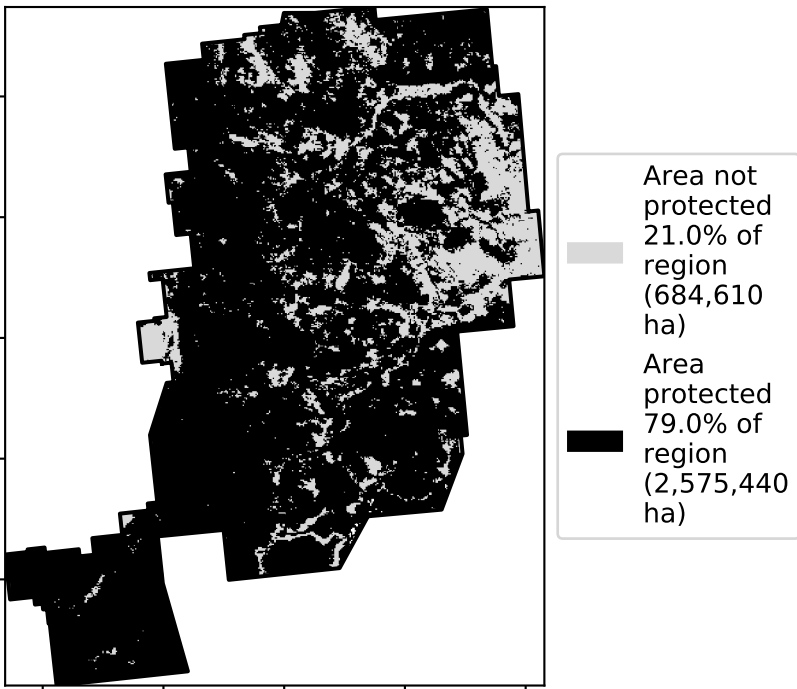 Area not
protected
21.0% of
region
(684,610
ha)
Area
protected
79.0% of
region
(2,575,440
ha)